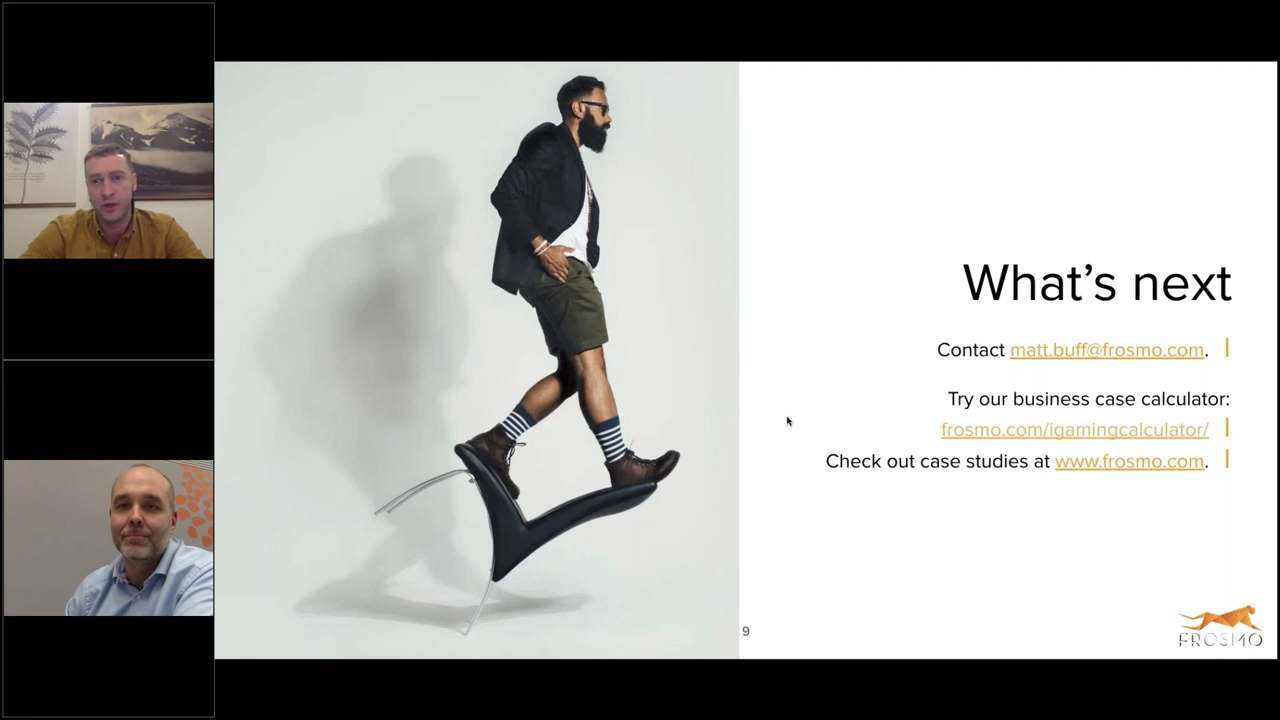 What's next
Contact matt.buff@frosmo.com.
Try our business case calculator:
frosmo.com/igamingcalculator/
Check out case studies at www.frosmo.com.
9
FROSMO